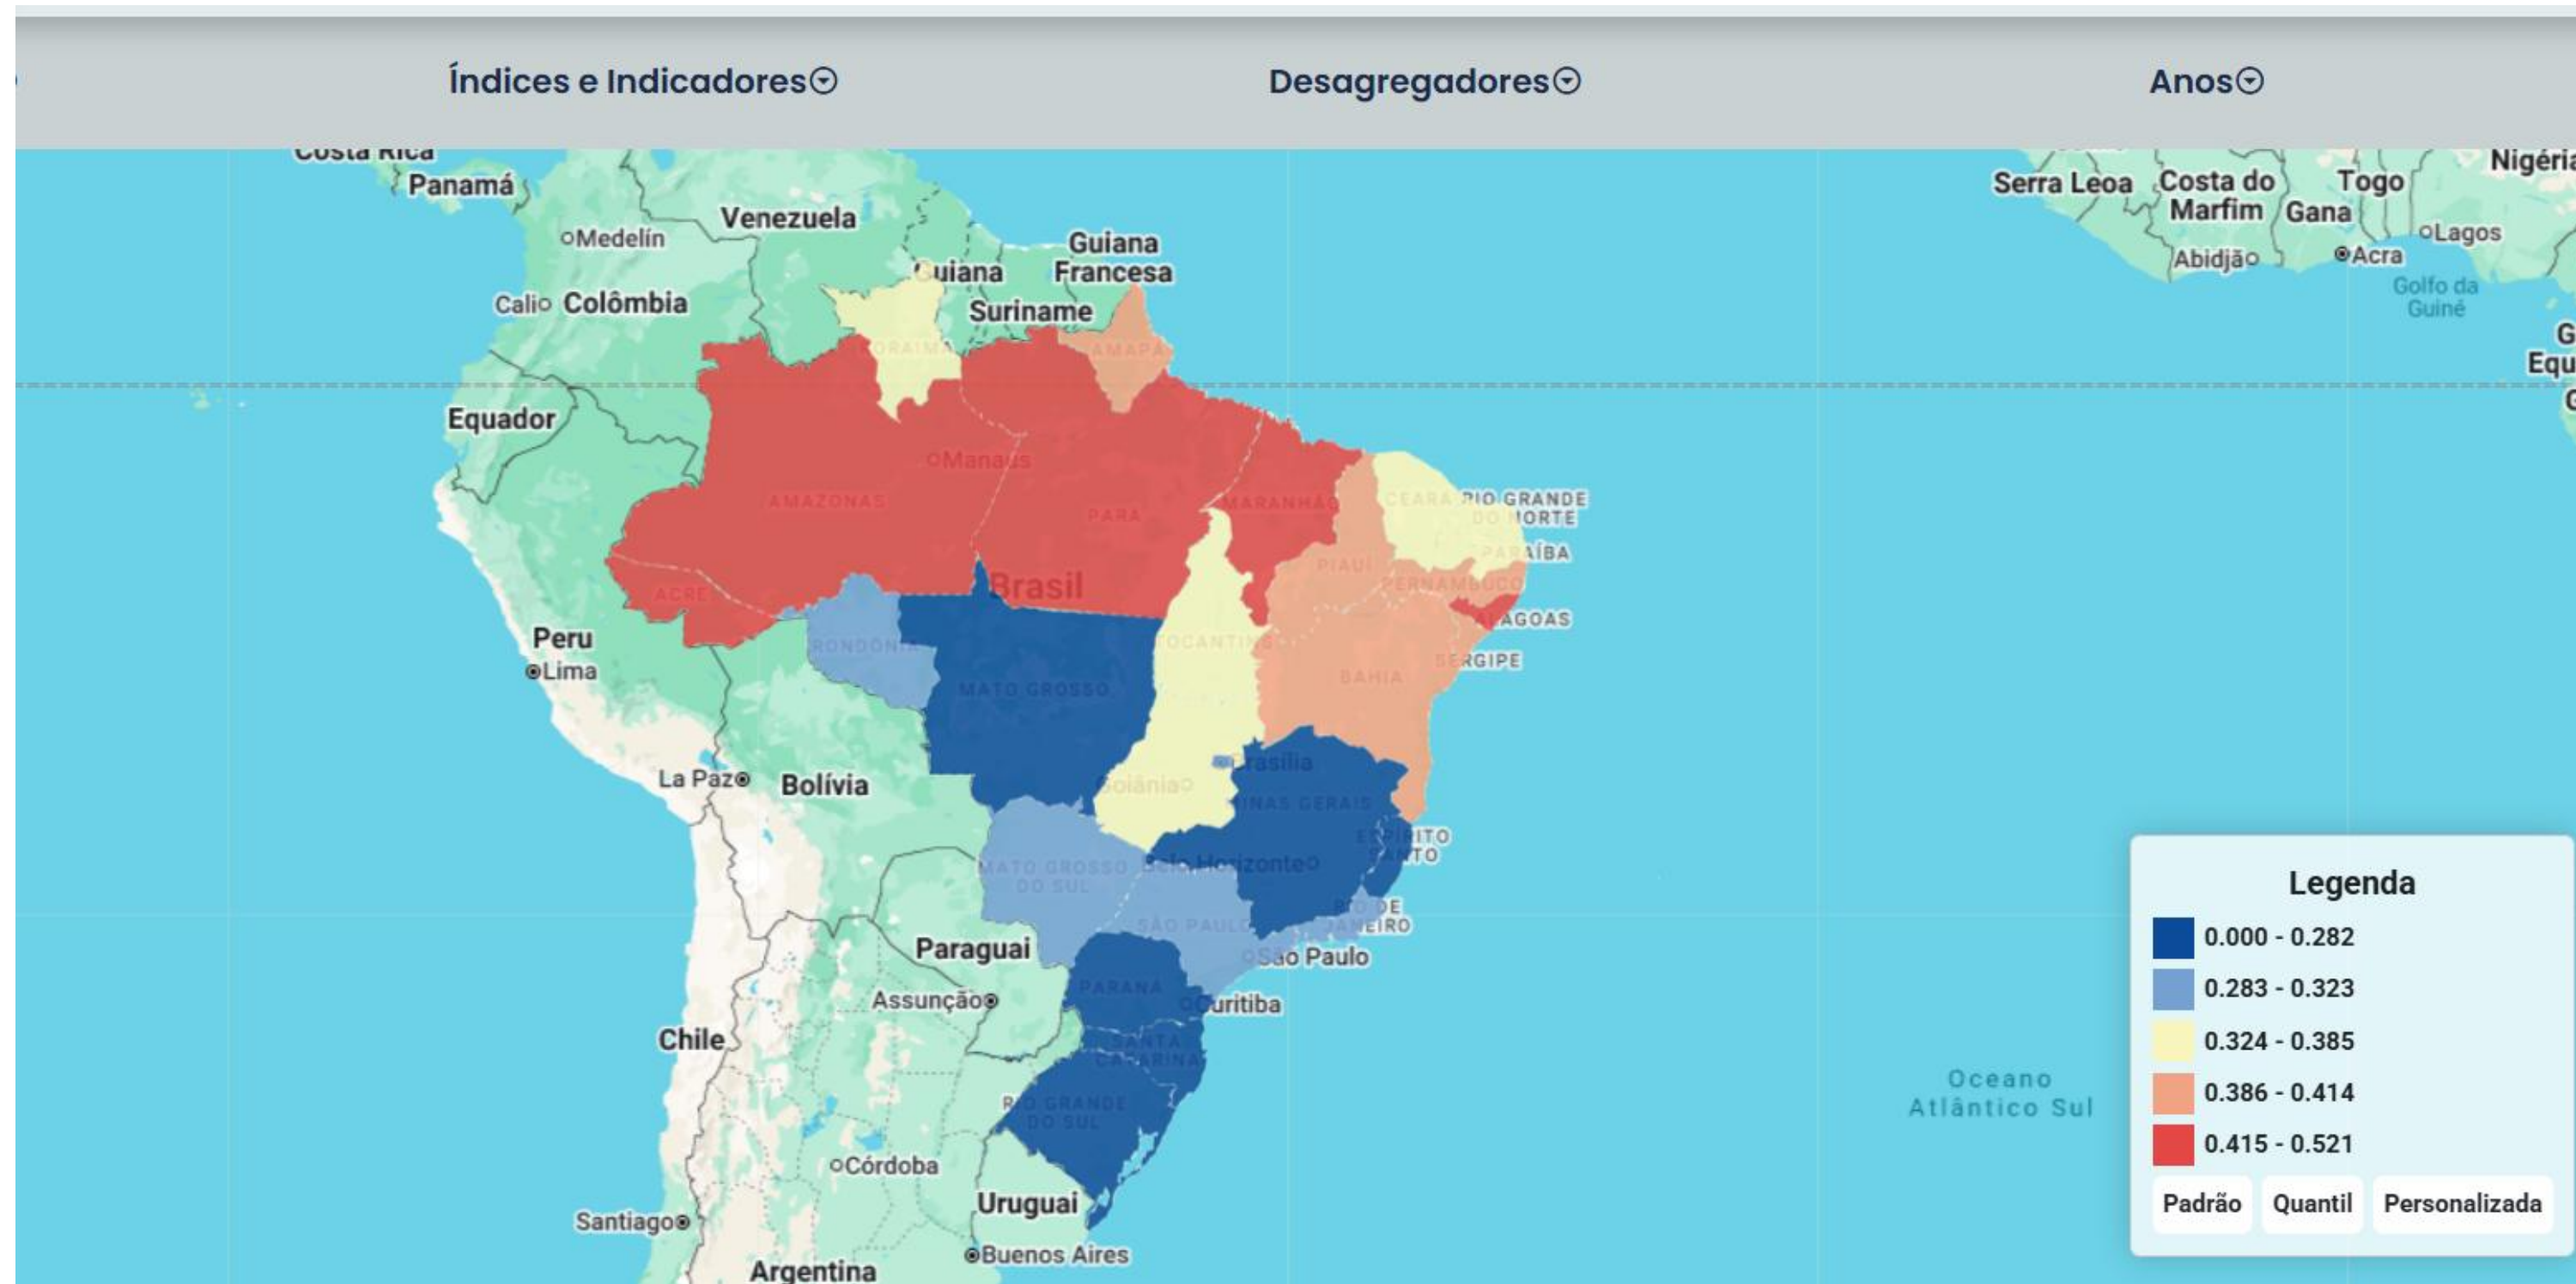 Índices e Indicadores
Desagregadores
Anos
Costa Rica
Panamá
Venezuela
Medelín
Guiana
Francesa
Guiana
Cali
Colômbia
Suriname
RORAIMA
AMAPÁ
Equador
Manaus
AMAZONAS
PARÁ
MARANHÃO
CEARÁ
RIO GRANDE
DO NORTE
PARAÍBA
PIAUÍ
PERNAMBUCO
Brasil
ACRE
ALAGOAS
Peru
Lima
RONDÔNIA
TOCANTINS
SERGIPE
BAHIA
MATO GROSSO
La Paz
Bolívia
Brasília
Goiânia
MINAS GERAIS
ESPÍRITO
SANTO
MATO GROSSO
DO SUL
Belo Horizonte
RIO DE
JANEIRO
SÃO PAULO
São Paulo
Paraguai
PARANÁ
Assunção
Curitiba
Chile
SANTA
CATARINA
RIO GRANDE
DO SUL
Córdoba
Uruguai
Santiago
Buenos Aires
Argentina
Serra Leoa
Costa do
Marfim
Togo
Gana
Nigéria
Lagos
Abidjã
Acra
Golfo da
Guiné
Oceano
Atlântico Sul
Legenda
0.000 - 0.282
0.283 - 0.323
0.324 - 0.385
0.386 - 0.414
0.415 - 0.521
Padrão
Quantil
Personalizada